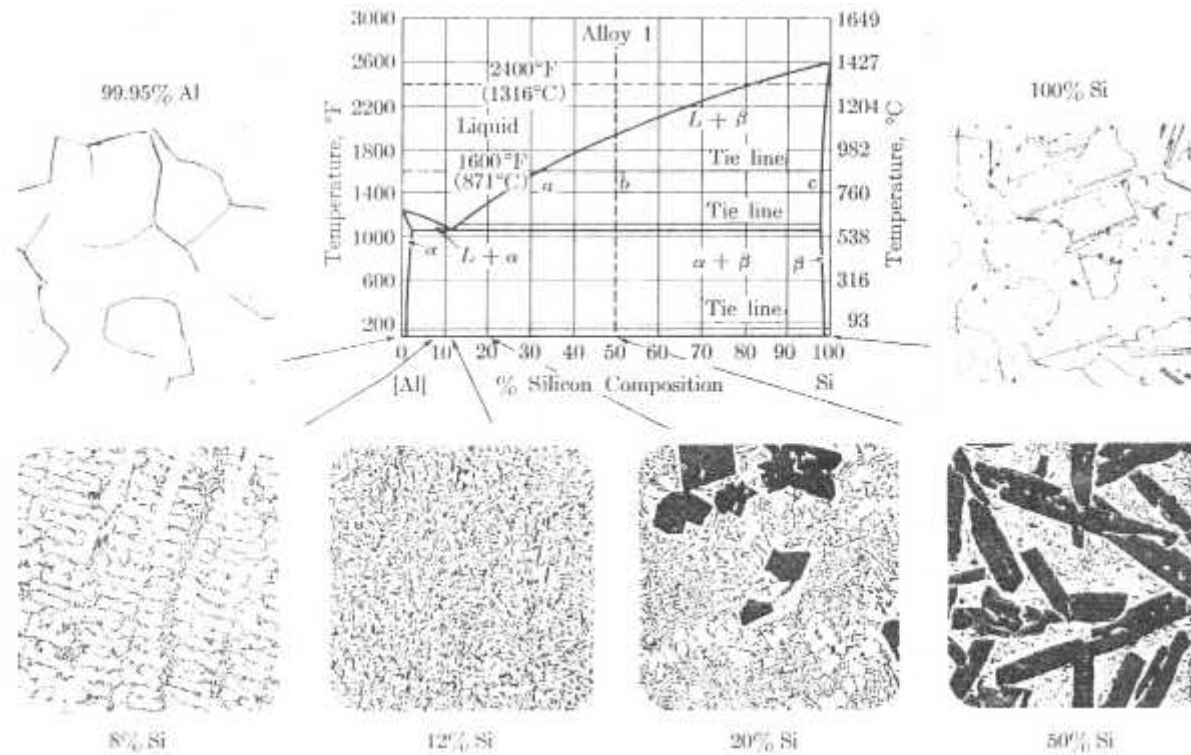 3000
2600
2200
1800
1400
1000
600
200
Temperature, °F
1649
1427
1204
982
760
538
316
93
Temperature, °C
Alloy 1
2400°F
(1316°C)
Liquid
L + β
1600°F
(871°C)
a
b
c
Tie line
Tie line
α
L + α
α + β
β
Tie line
0 10 20 30 40 50 60 70 80 90 100
[Al] % Silicon Composition Si
99.95% Al
100% Si
8% Si
12% Si
20% Si
50% Si